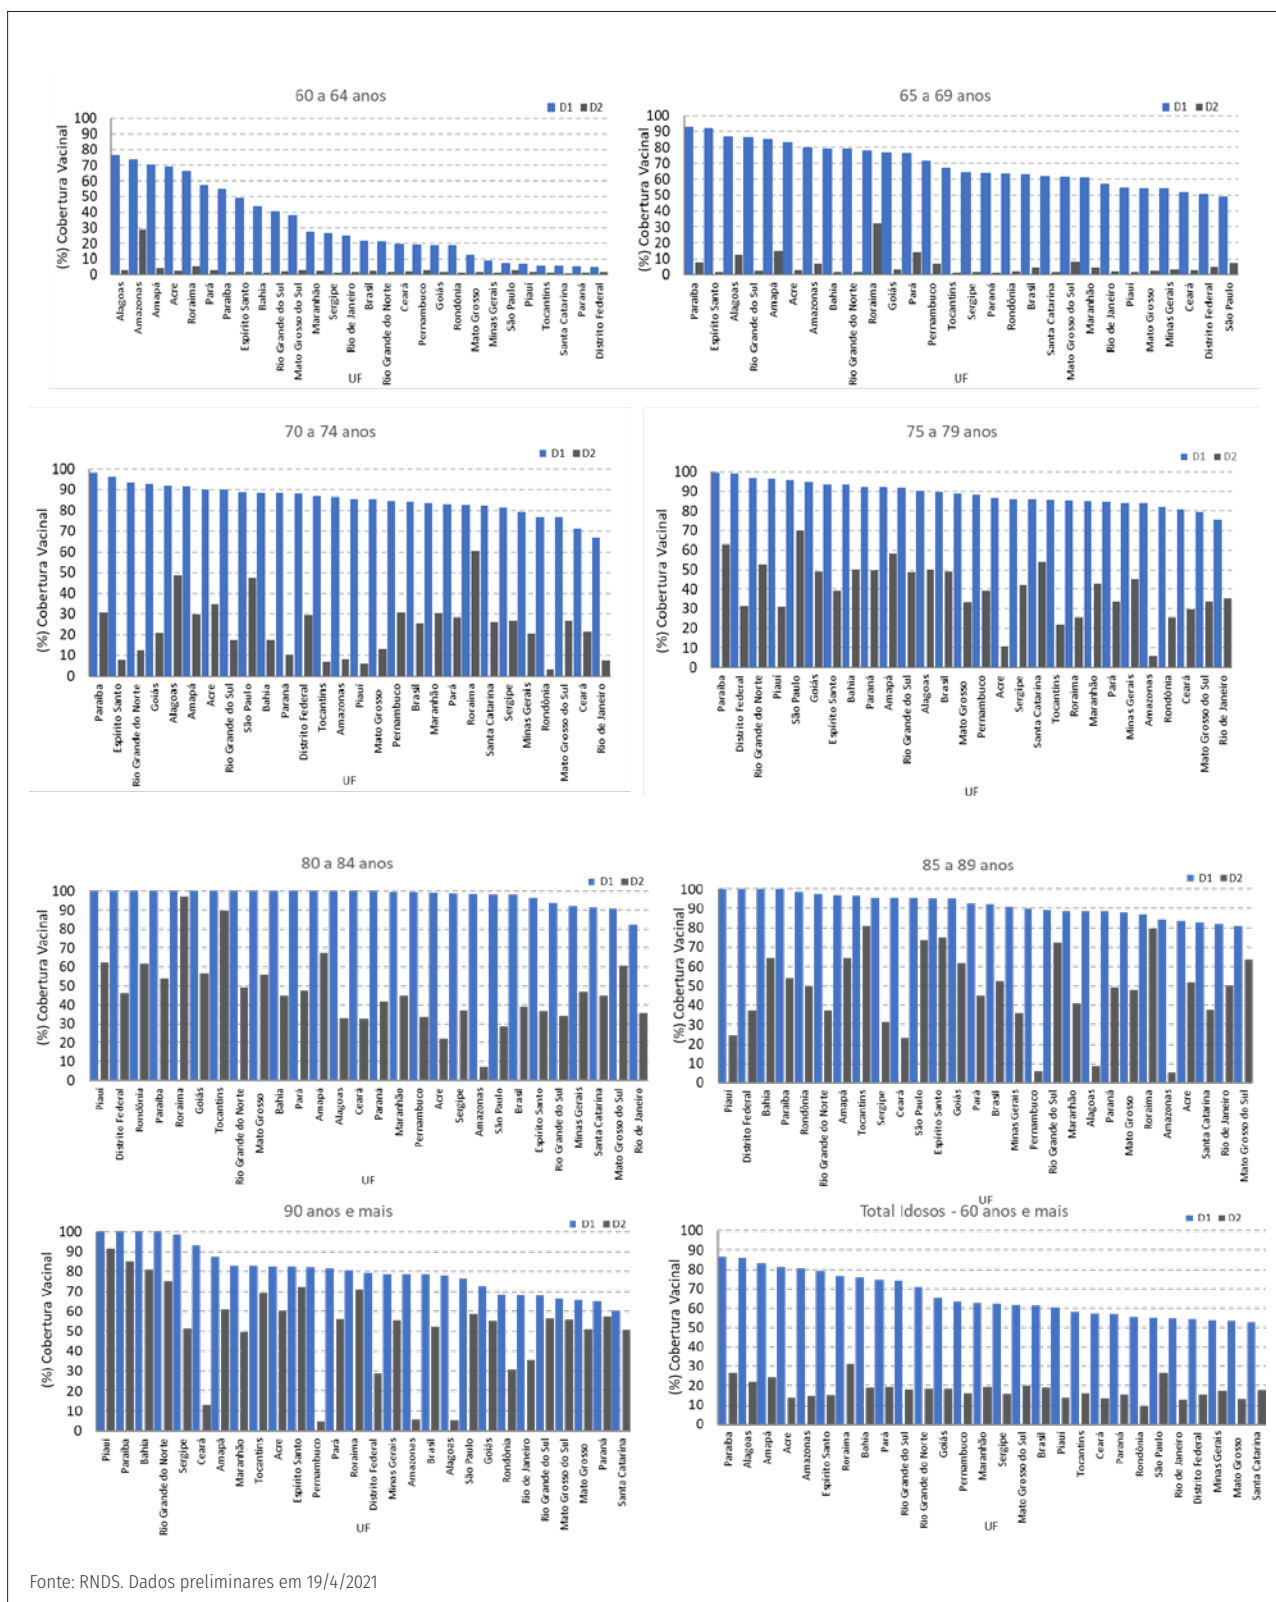 60 a 64 anos
D1 D2
(%) Cobertura Vacinal
100
90
80
70
60
50
40
30
20
10
0
Alagoas
Amazonas
Amapá
Acre
Roraima
Pará
Paraíba
Espírito Santo
Bahia
Rio Grande do Sul
Mato Grosso do Sul
Maranhão
Sergipe
Rio de Janeiro
Brasil
Rio Grande do Norte
Ceará
Pernambuco
Goiás
Rondônia
Mato Grosso
Minas Gerais
São Paulo
Piauí
Tocantins
Santa Catarina
Paraná
Distrito Federal
UF
65 a 69 anos
D1 D2
(%) Cobertura Vacinal
100
90
80
70
60
50
40
30
20
10
0
Paraíba
Espírito Santo
Alagoas
Rio Grande do Sul
Amapá
Acre
Amazonas
Bahia
Rio Grande do Norte
Roraima
Goiás
Pará
Pernambuco
Tocantins
Sergipe
Paraná
Rondônia
Brasil
Santa Catarina
Mato Grosso do Sul
Maranhão
Rio de Janeiro
Piauí
Mato Grosso
Minas Gerais
Ceará
Distrito Federal
São Paulo
UF
70 a 74 anos
D1 D2
(%) Cobertura Vacinal
100
90
80
70
60
50
40
30
20
10
0
Paraíba
Espírito Santo
Rio Grande do Norte
Goiás
Alagoas
Amapá
Acre
Rio Grande do Sul
São Paulo
Bahia
Paraná
Distrito Federal
Tocantins
Amazonas
Piauí
Mato Grosso
Pernambuco
Brasil
Maranhão
Pará
Roraima
Santa Catarina
Sergipe
Minas Gerais
Rondônia
Mato Grosso do Sul
Ceará
Rio de Janeiro
UF
75 a 79 anos
D1 D2
(%) Cobertura Vacinal
100
90
80
70
60
50
40
30
20
10
0
Paraíba
Distrito Federal
Rio Grande do Norte
Piauí
São Paulo
Goiás
Espírito Santo
Bahia
Paraná
Amapá
Rio Grande do Sul
Alagoas
Brasil
Mato Grosso
Pernambuco
Acre
Sergipe
Santa Catarina
Tocantins
Roraima
Maranhão
Pará
Minas Gerais
Amazonas
Rondônia
Ceará
Mato Grosso do Sul
Rio de Janeiro
UF
80 a 84 anos
D1 D2
(%) Cobertura Vacinal
100
90
80
70
60
50
40
30
20
10
0
Piauí
Distrito Federal
Rondônia
Paraíba
Roraima
Goiás
Tocantins
Rio Grande do Norte
Mato Grosso
Bahia
Pará
Amapá
Alagoas
Ceará
Paraná
Maranhão
Pernambuco
Acre
Sergipe
Amazonas
São Paulo
Brasil
Espírito Santo
Rio Grande do Sul
Minas Gerais
Santa Catarina
Mato Grosso do Sul
Rio de Janeiro
UF
85 a 89 anos
D1 D2
(%) Cobertura Vacinal
100
90
80
70
60
50
40
30
20
10
0
Piauí
Distrito Federal
Bahia
Paraíba
Rondônia
Rio Grande do Norte
Amapá
Tocantins
Sergipe
Ceará
São Paulo
Espírito Santo
Goiás
Pará
Brasil
Minas Gerais
Pernambuco
Rio Grande do Sul
Maranhão
Alagoas
Paraná
Mato Grosso
Roraima
Amazonas
Acre
Santa Catarina
Rio de Janeiro
Mato Grosso do Sul
UF
90 anos e mais
D1 D2
(%) Cobertura Vacinal
100
90
80
70
60
50
40
30
20
10
0
Piauí
Paraíba
Bahia
Rio Grande do Norte
Sergipe
Ceará
Amapá
Maranhão
Tocantins
Acre
Espírito Santo
Pernambuco
Pará
Roraima
Distrito Federal
Minas Gerais
Amazonas
Brasil
Alagoas
São Paulo
Goiás
Rondônia
Rio de Janeiro
Rio Grande do Sul
Mato Grosso do Sul
Mato Grosso
Paraná
Santa Catarina
UF
Total Idosos - 60 anos e mais
D1 D2
(%) Cobertura Vacinal
100
90
80
70
60
50
40
30
20
10
0
Paraíba
Alagoas
Amapá
Acre
Amazonas
Espírito Santo
Roraima
Bahia
Pará
Rio Grande do Sul
Rio Grande do Norte
Goiás
Pernambuco
Maranhão
Sergipe
Mato Grosso do Sul
Brasil
Piauí
Tocantins
Ceará
Paraná
Rondônia
São Paulo
Rio de Janeiro
Distrito Federal
Minas Gerais
Mato Grosso
Santa Catarina
UF
Fonte: RNDS. Dados preliminares em 19/4/2021